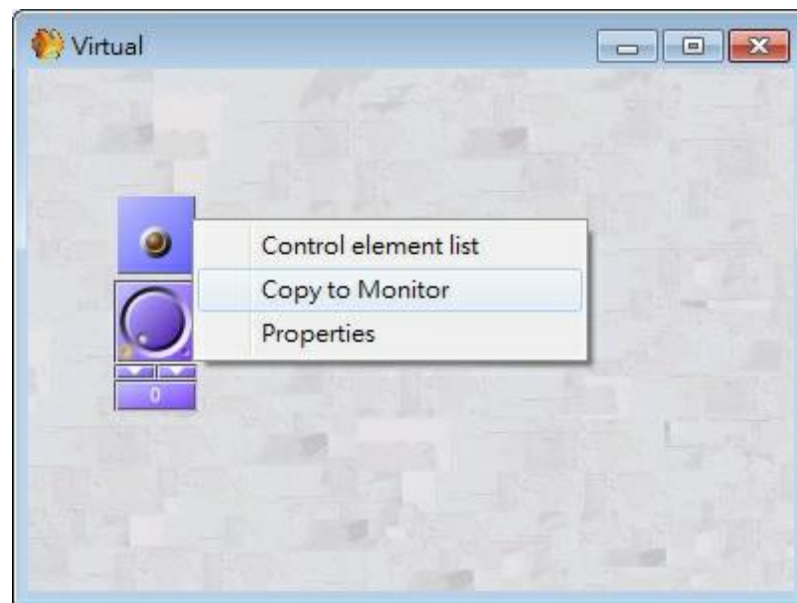 Virtual
Control element list
Copy to Monitor
Properties
0